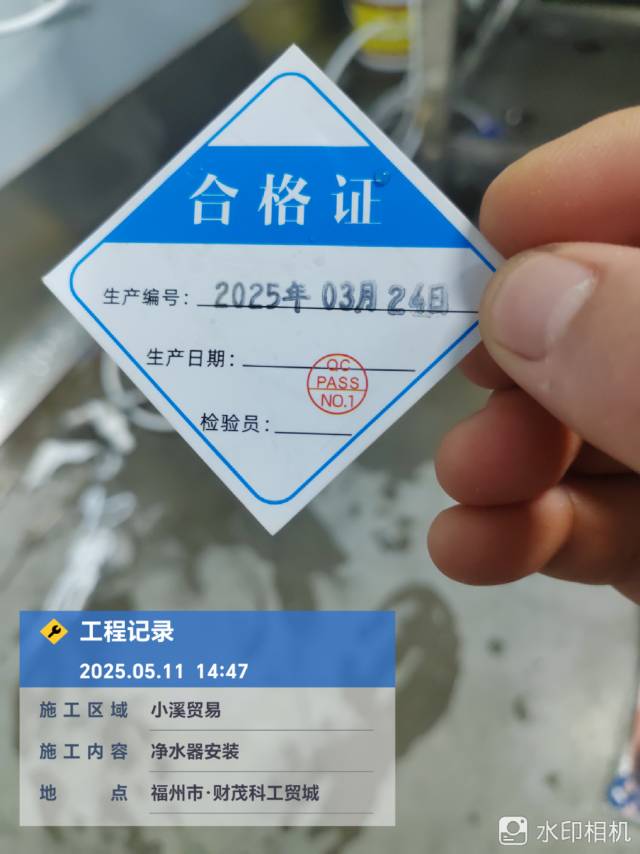 合格证
生产编号：2025年 03月 24日
生产日期：
QC
PASS
NO.1
检验员：
工程记录
2025.05.11 14:47
施工区域 小溪贸易
施工内容 净水器安装
地点 福州市·财茂科工贸城
水印相机